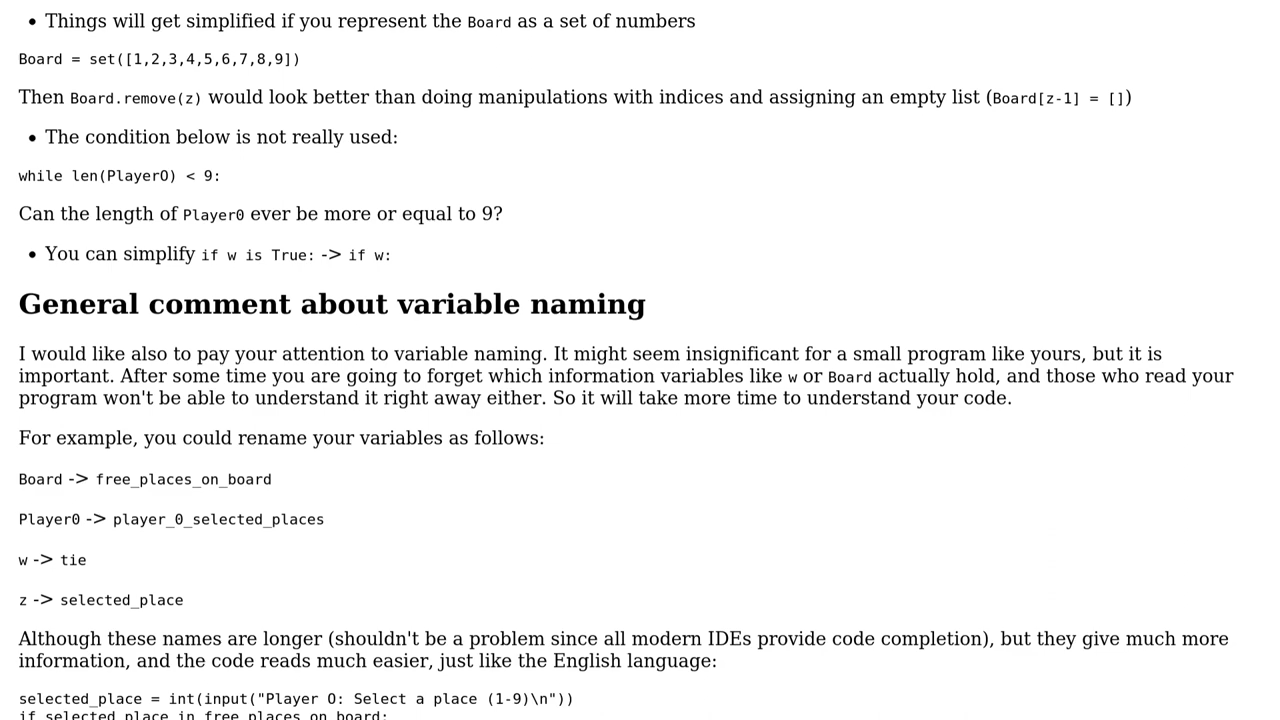 • Things will get simplified if you represent the Board as a set of numbers
Board = set([1,2,3,4,5,6,7,8,9])
Then Board.remove(z) would look better than doing manipulations with indices and assigning an empty list (Board[z-1] = [])
• The condition below is not really used:
while len(PlayerO) < 9:
Can the length of Player0 ever be more or equal to 9?
• You can simplify if w is True: -> if w:
General comment about variable naming
I would like also to pay your attention to variable naming. It might seem insignificant for a small program like yours, but it is
important. After some time you are going to forget which information variables like w or Board actually hold, and those who read your
program won't be able to understand it right away either. So it will take more time to understand your code.
For example, you could rename your variables as follows:
Board -> free_places_on_board
Player0 -> player_0_selected_places
w -> tie
z -> selected_place
Although these names are longer (shouldn't be a problem since all modern IDEs provide code completion), but they give much more
information, and the code reads much easier, just like the English language:
selected_place = int(input("Player O: Select a place (1-9)\n"))
if selected_place in free_places_on_board: